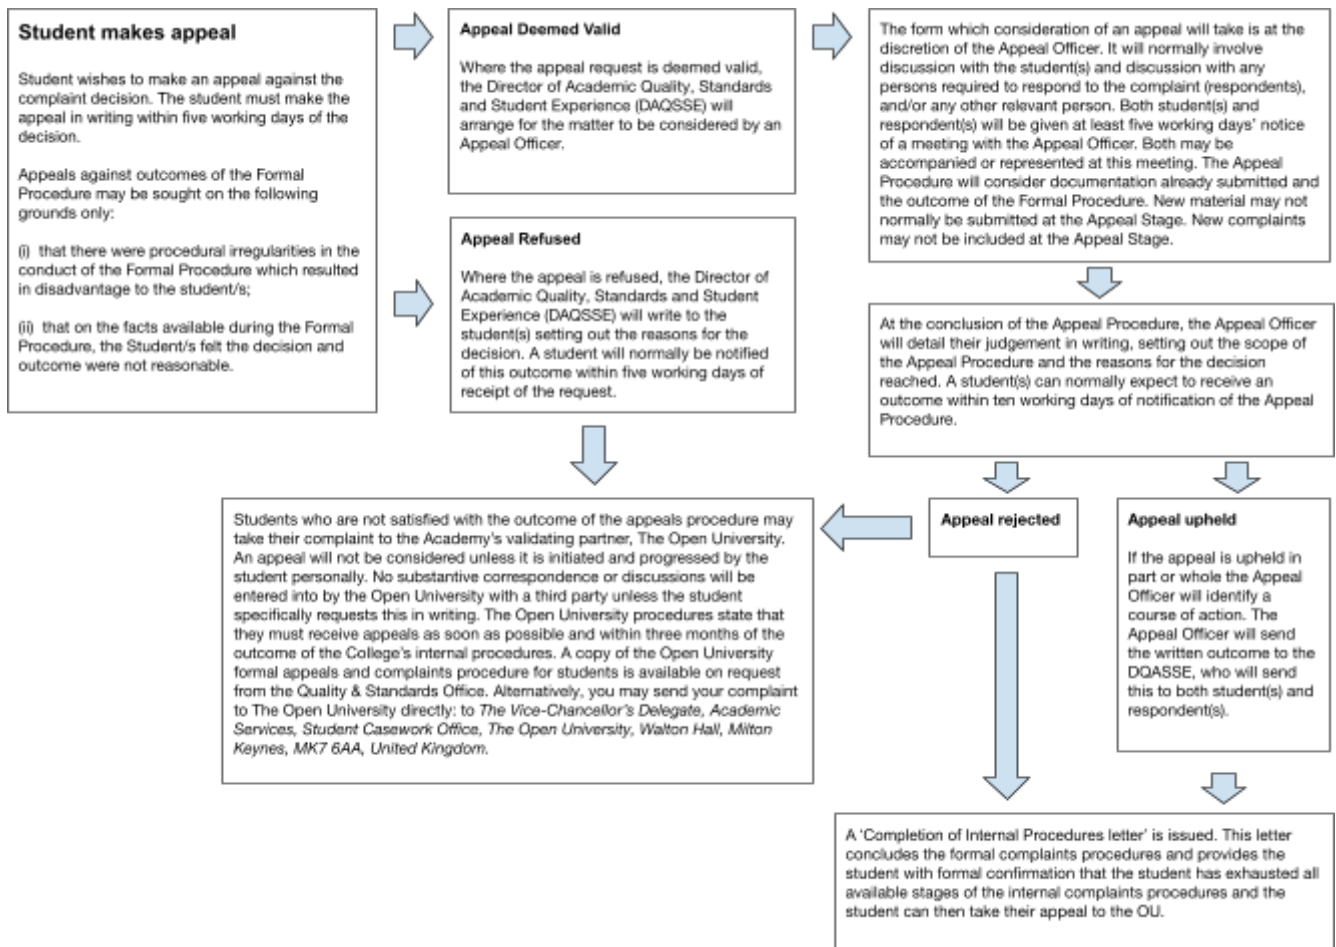 Student makes appeal
Student wishes to make an appeal against the
complaint decision. The student must make the
appeal in writing within five working days of the
decision.
Appeals against outcomes of the Formal
Procedure may be sought on the following
grounds only:
(i) that there were procedural irregularities in the
conduct of the Formal Procedure which resulted
in disadvantage to the student/s;
(ii) that on the facts available during the Formal
Procedure, the Student/s felt the decision and
outcome were not reasonable.
Appeal Deemed Valid
Where the appeal request is deemed valid,
the Director of Academic Quality, Standards
and Student Experience (DAQSSE) will
arrange for the matter to be considered by an
Appeal Officer.
The form which consideration of an appeal will take is at the
discretion of the Appeal Officer. It will normally involve
discussion with the student(s) and discussion with any
persons required to respond to the complaint (respondents),
and/or any other relevant person. Both student(s) and
respondent(s) will be given at least five working days' notice
of a meeting with the Appeal Officer. Both may be
accompanied or represented at this meeting. The Appeal
Procedure will consider documentation already submitted and
the outcome of the Formal Procedure. New material may not
normally be submitted at the Appeal Stage. New complaints
may not be included at the Appeal Stage.
Appeal Refused
Where the appeal is refused, the Director of
Academic Quality, Standards and Student
Experience (DAQSSE) will write to the
student(s) setting out the reasons for the
decision. A student will normally be notified
of this outcome within five working days of
receipt of the request.
At the conclusion of the Appeal Procedure, the Appeal Officer
will detail their judgement in writing, setting out the scope of
the Appeal Procedure and the reasons for the decision
reached. A student(s) can normally expect to receive an
outcome within ten working days of notification of the Appeal
Procedure.
Students who are not satisfied with the outcome of the appeals procedure may
take their complaint to the Academy's validating partner, The Open University.
An appeal will not be considered unless it is initiated and progressed by the
student personally. No substantive correspondence or discussions will be
entered into by the Open University with a third party unless the student
specifically requests this in writing. The Open University procedures state that
they must receive appeals as soon as possible and within three months of the
outcome of the College's internal procedures. A copy of the Open University
formal appeals and complaints procedure for students is available on request
from the Quality & Standards Office. Alternatively, you may send your complaint
to The Open University directly: to The Vice-Chancellor's Delegate, Academic
Services, Student Casework Office, The Open University, Walton Hall, Milton
Keynes, MK7 6AA, United Kingdom.
Appeal rejected
Appeal upheld
If the appeal is upheld in
part or whole the Appeal
Officer will identify a
course of action. The
Appeal Officer will send
the written outcome to the
DQASSE, who will send
this to both student(s) and
respondent(s).
A 'Completion of Internal Procedures letter' is issued. This letter
concludes the formal complaints procedures and provides the
student with formal confirmation that the student has exhausted all
available stages of the internal complaints procedures and the
student can then take their appeal to the OU.